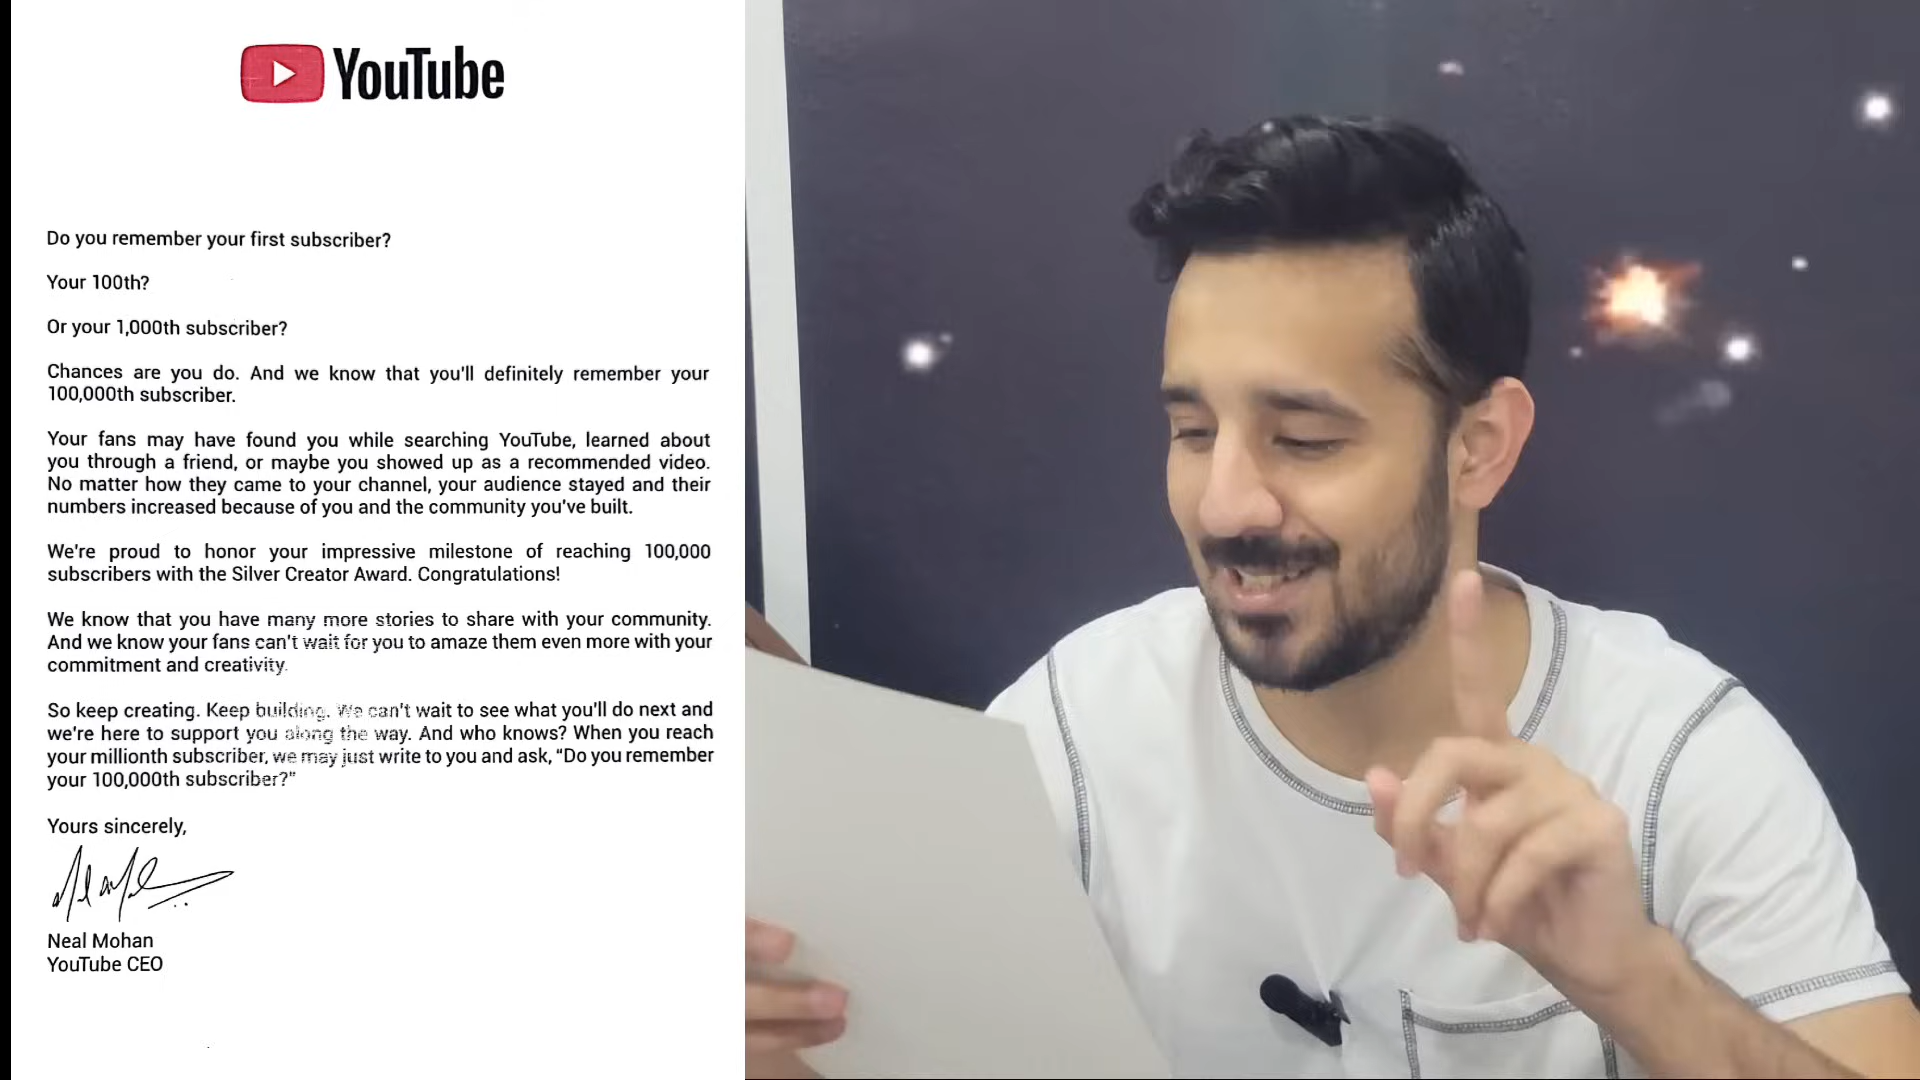 YouTube
Do you remember your first subscriber?
Your 100th?
Or your 1,000th subscriber?
Chances are you do. And we know that you'll definitely remember your
100,000th subscriber.
Your fans may have found you while searching YouTube, learned about
you through a friend, or maybe you showed up as a recommended video.
No matter how they came to your channel, your audience stayed and their
numbers increased because of you and the community you've built.
We're proud to honor your impressive milestone of reaching 100,000
subscribers with the Silver Creator Award. Congratulations!
We know that you have many more stories to share with your community.
And we know your fans can't wait for you to amaze them even more with your
commitment and creativity.
So keep creating. Keep building. We can't wait to see what you'll do next and
we're here to support you along the way. And who knows? When you reach
your millionth subscriber, we may just write to you and ask, “Do you remember
your 100,000th subscriber?”
Yours sincerely,
Neal Mohan
YouTube CEO